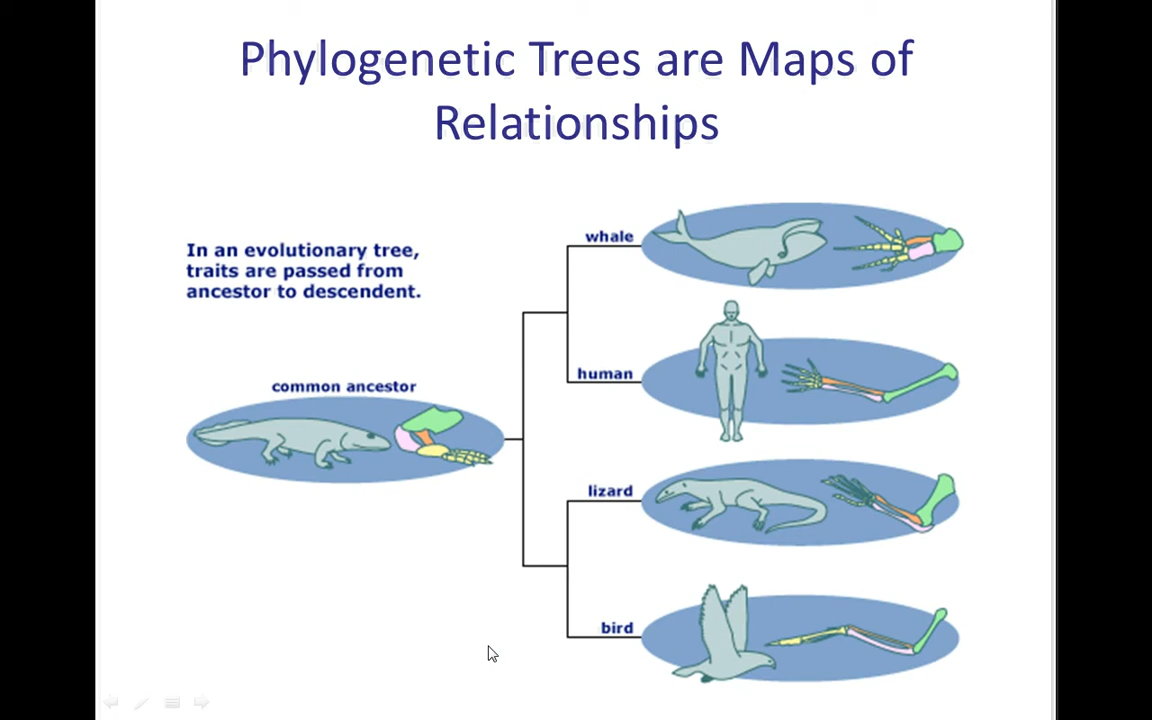 Phylogenetic Trees are Maps of
Relationships
In an evolutionary tree,
traits are passed from
ancestor to descendent.
common ancestor
whale
human
lizard
bird